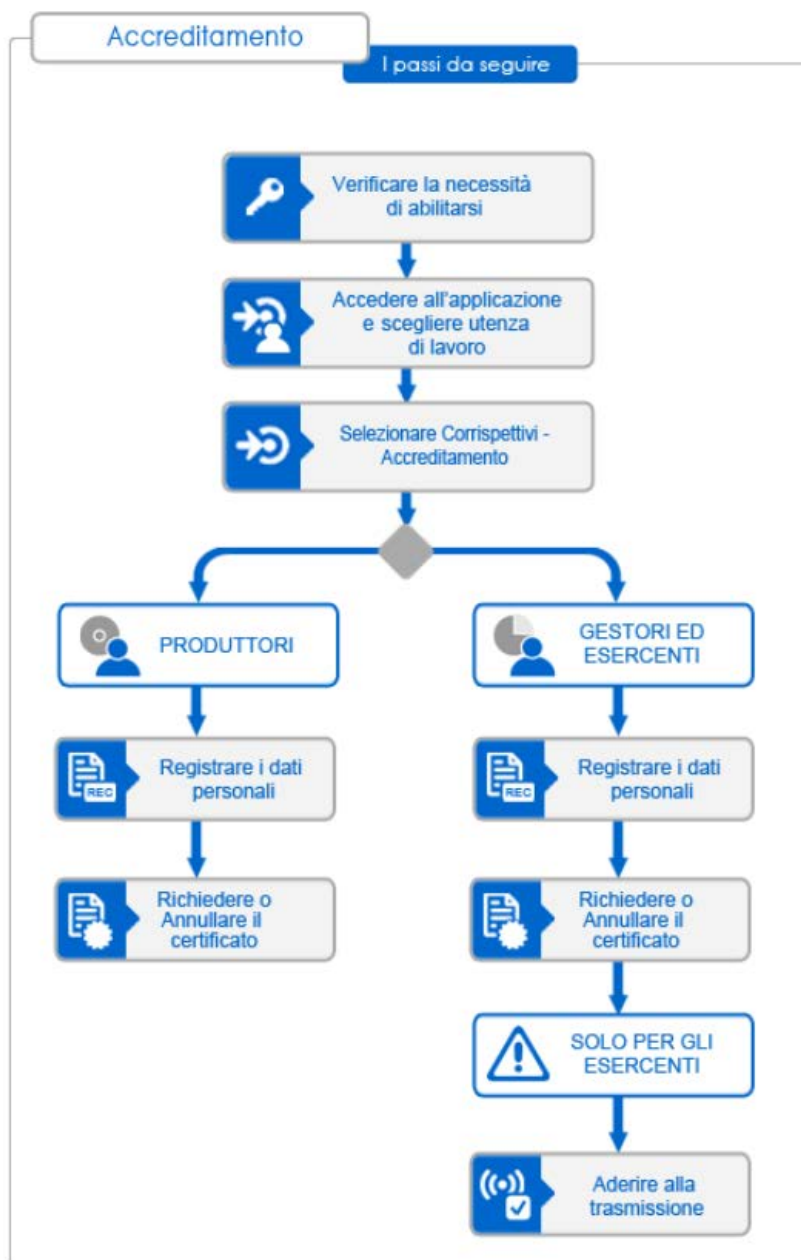 Accreditamento
I passi da seguire
Verificare la necessità
di abilitarsi
Accedere all'applicazione
e scegliere utenza
di lavoro
Selezionare Corrispettivi -
Accreditamento
PRODUTTORI
GESTORI ED
ESERCENTI
REC
Registrare i dati
personali
REC
Registrare i dati
personali
Richiedere o
Annullare il
certificato
Richiedere o
Annullare il
certificato
SOLO PER GLI
ESERCENTI
Aderire alla
trasmissione